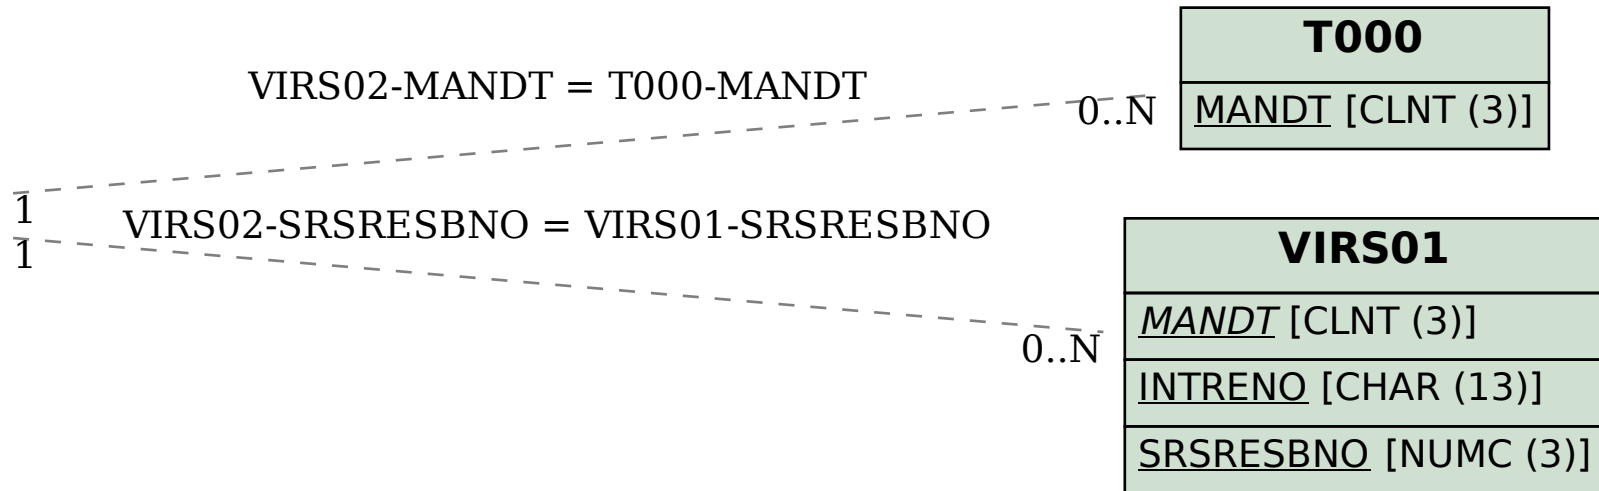 T000
VIRS02-MANDT = T000-MANDT
0..N
MANDT [CLNT (3)]
1
VIRS02-SRSRESBNO = VIRS01-SRSRESBNO
1
VIRS01
0..N
MANDT [CLNT (3)]
INTRENO [CHAR (13)]
SRSRESBNO [NUMC (3)]